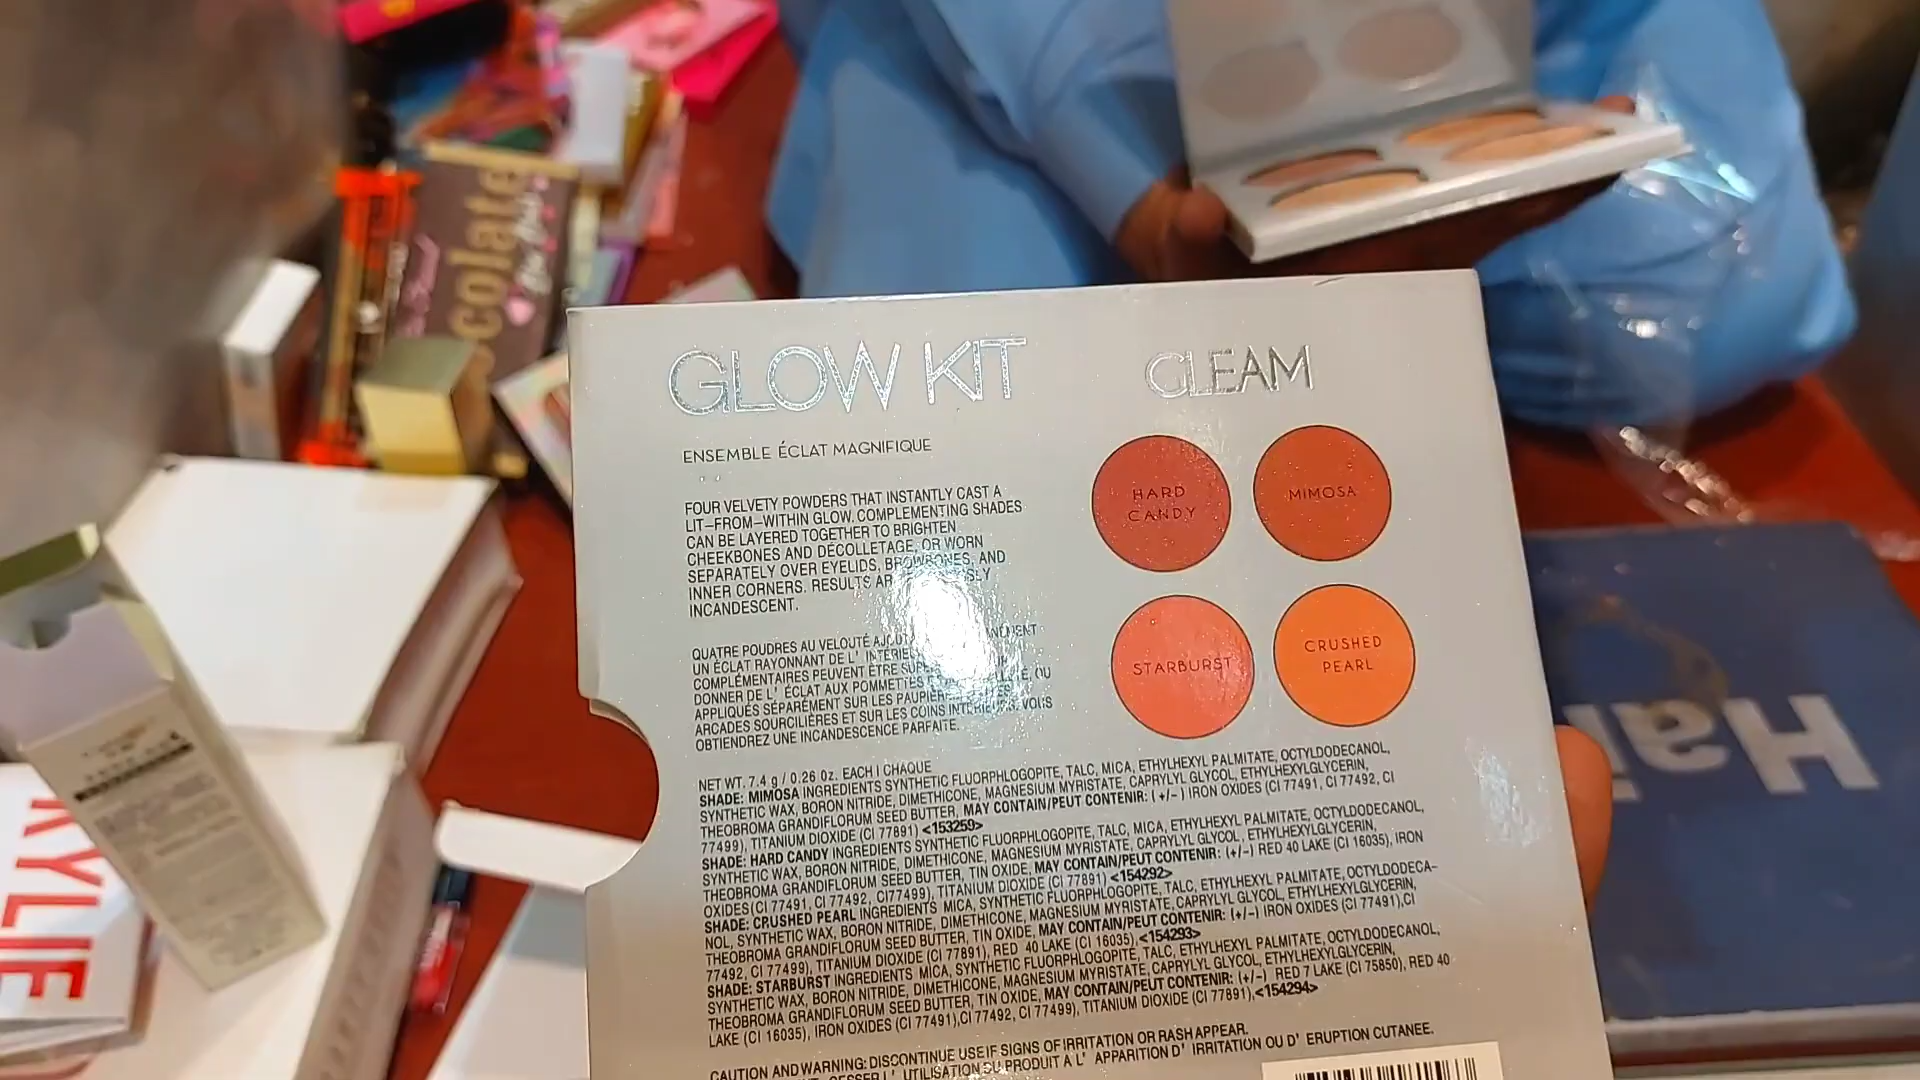 GLOW KIT
GLEAM
ENSEMBLE ÉCLAT MAGNIFIQUE
FOUR VELVETY POWDERS THAT INSTANTLY CAST A
LIT-FROM-WITHIN GLOW. COMPLEMENTING SHADES
CAN BE LAYERED TOGETHER TO BRIGHTEN
CHEEKBONES AND DÉCOLLETAGE, OR WORN
SEPARATELY OVER EYELIDS, BROWBONES, AND
INNER CORNERS. RESULTS
INCANDESCENT.
QUATRE POUDRES AU VELOUTÉ
UN ÉCLAT RAYONNANT DE L'
COMPLÉMENTAIRES PEUVENT ÊTRE
DONNER DE L' ÉCLAT AUX POMMETTES OU
APPLIQUÉS SÉPARÉMENT SUR LES
ARCADES SOURCILIÈRES ET SUR LES COINS INTÉRIEURS. VOUS
OBTIENDREZ UNE INCANDESCENCE PARFAITE.
HARD
CANDY
MIMOSA
STARBURST
CRUSHED
PEARL
NET WT. 7.4 g / 0.26 oz. EACH | CHAQUE
SHADE: MIMOSA INGREDIENTS SYNTHETIC FLUORPHLOGOPITE, TALC, MICA, ETHYLHEXYL PALMITATE, OCTYLDODECANOL,
SYNTHETIC WAX, BORON NITRIDE, DIMETHICONE, MAGNESIUM MYRISTATE, CAPRYLYL GLYCOL, ETHYLHEXYLGLYCERIN,
THEOBROMA GRANDIFLORUM SEED BUTTER, MAY CONTAIN/PEUT CONTENIR: (+/-) IRON OXIDES (CI 77491, CI 77492, CI
77499), TITANIUM DIOXIDE (CI 77891) <153259>
SHADE: HARD CANDY INGREDIENTS SYNTHETIC FLUORPHLOGOPITE, TALC, MICA, ETHYLHEXYL PALMITATE, OCTYLDODECANOL,
SYNTHETIC WAX, BORON NITRIDE, DIMETHICONE, MAGNESIUM MYRISTATE, CAPRYLYL GLYCOL, ETHYLHEXYLGLYCERIN,
THEOBROMA GRANDIFLORUM SEED BUTTER, TIN OXIDE, MAY CONTAIN/PEUT CONTENIR: (+/-) RED 40 LAKE (CI 16035), IRON
OXIDES(CI 77491, CI 77492, CI77499), TITANIUM DIOXIDE (CI 77891) <154292>
SHADE: CRUSHED PEARL INGREDIENTS MICA, SYNTHETIC FLUORPHLOGOPITE, TALC, ETHYLHEXYL PALMITATE, OCTYLDODECA-
NOL, SYNTHETIC WAX, BORON NITRIDE, DIMETHICONE, MAGNESIUM MYRISTATE, CAPRYLYL GLYCOL, ETHYLHEXYLGLYCERIN,
THEOBROMA GRANDIFLORUM SEED BUTTER, TIN OXIDE, MAY CONTAIN/PEUT CONTENIR: (+/-) IRON OXIDES (CI 77491),CI
77492, CI 77499), TITANIUM DIOXIDE (CI 77891), RED 40 LAKE (CI 16035),<154293>
SHADE: STARBURST INGREDIENTS MICA, SYNTHETIC FLUORPHLOGOPITE, TALC, ETHYLHEXYL PALMITATE, OCTYLDODECANOL,
SYNTHETIC WAX, BORON NITRIDE, DIMETHICONE, MAGNESIUM MYRISTATE, CAPRYLYL GLYCOL, ETHYLHEXYLGLYCERIN,
THEOBROMA GRANDIFLORUM SEED BUTTER, TIN OXIDE, MAY CONTAIN/PEUT CONTENIR: (+/-) RED 7 LAKE (CI 75850), RED 40
LAKE (CI 16035), IRON OXIDES (CI 77491),CI 77492, CI 77499), TITANIUM DIOXIDE (CI 77891),<154294>
CAUTION AND WARNING: DISCONTINUE USE IF SIGNS OF IRRITATION OR RASH APPEAR.
UTILISATION DU PRODUIT A L' APPARITION D' IRRITATION OU D' ERUPTION CUTANEE.
KYLIE
Hai